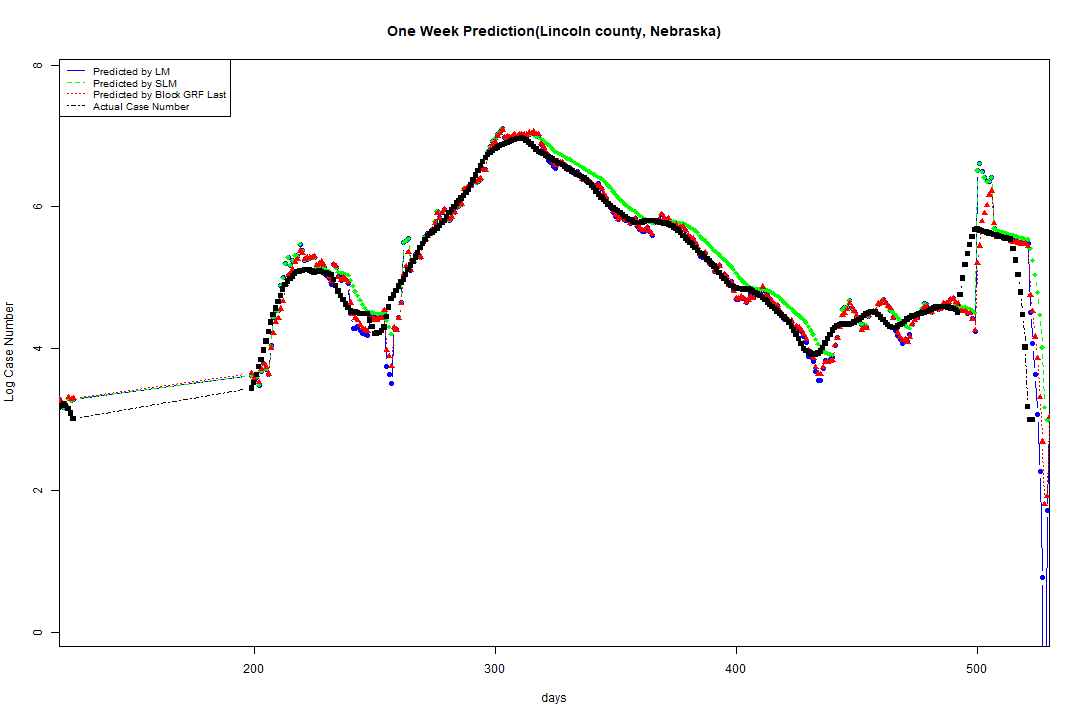 One Week Prediction(Lincoln county, Nebraska)
Predicted by LM
Predicted by SLM
Predicted by Block GRF Last
Actual Case Number
8
6
4
2
0
Log Case Number
200 300 400 500
days